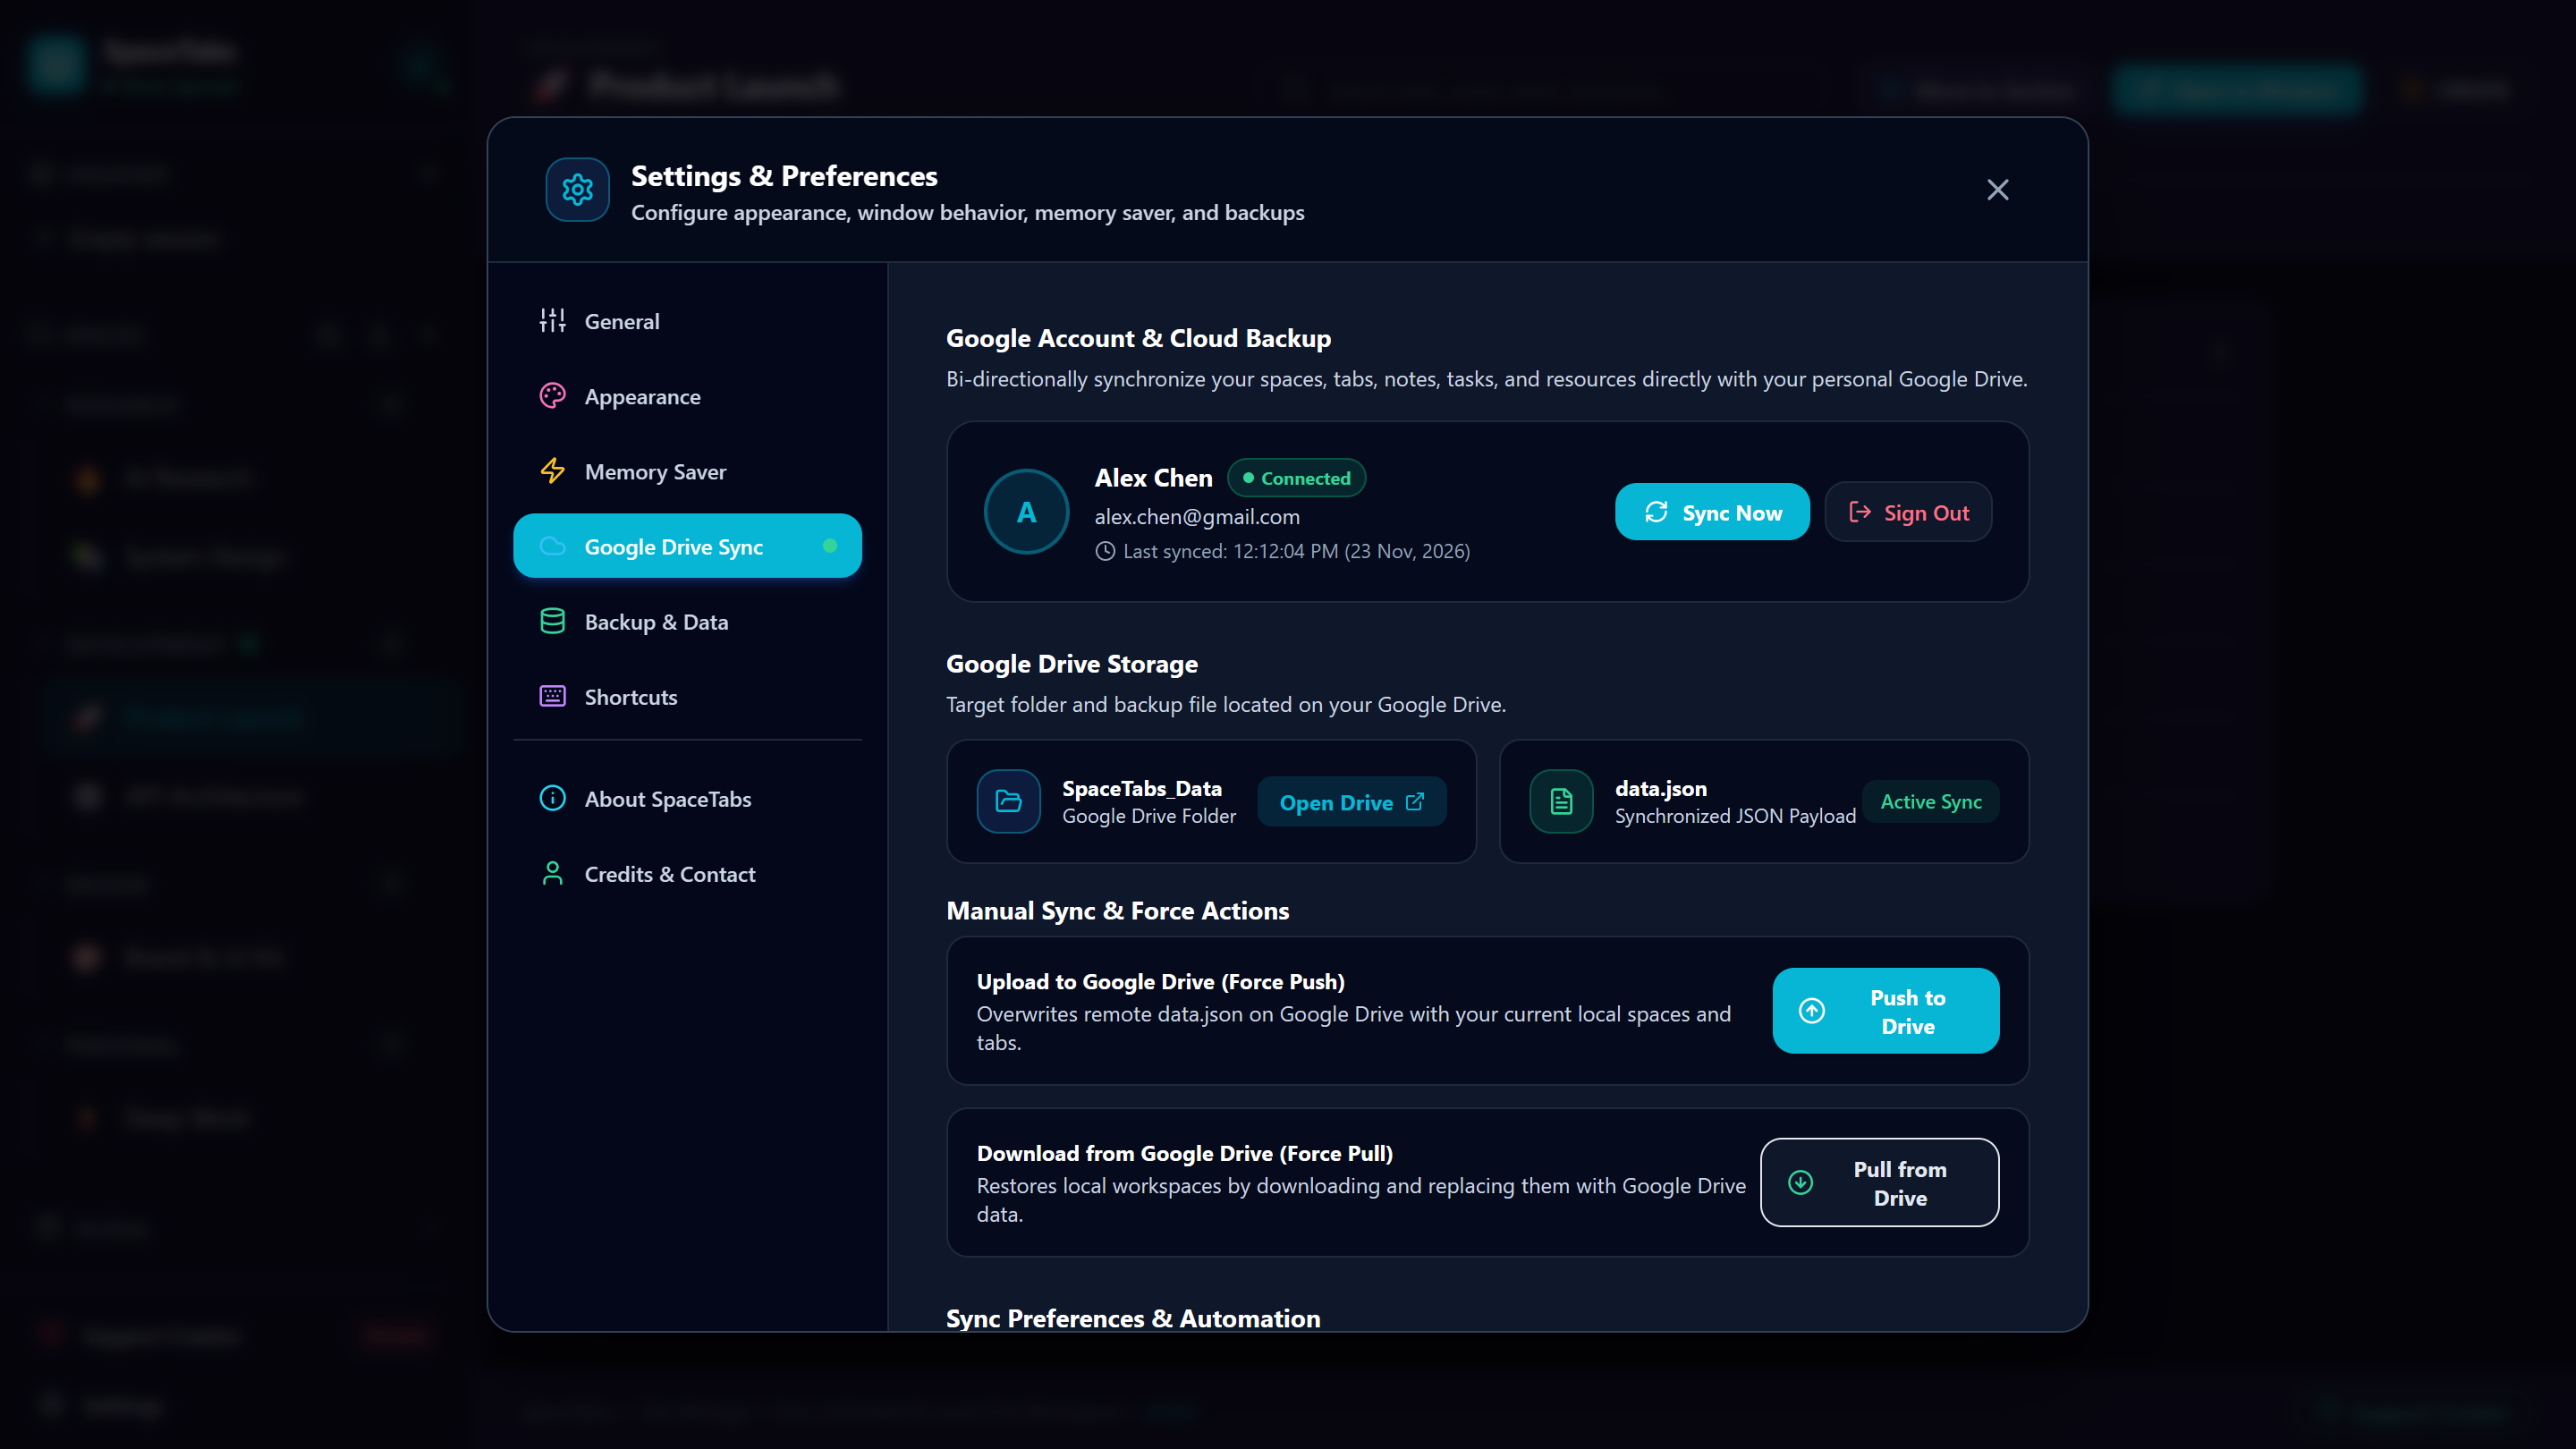 SpaceTabs
Product Launch
Settings & Preferences
Configure appearance, window behavior, memory saver, and backups
General
Appearance
Memory Saver
Google Drive Sync
Backup & Data
Shortcuts
About SpaceTabs
Credits & Contact
Google Account & Cloud Backup
Bi-directionally synchronize your spaces, tabs, notes, tasks, and resources directly with your personal Google Drive.
A
Alex Chen
Connected
alex.chen@gmail.com
Last synced: 12:12:04 PM (23 Nov, 2026)
Sync Now
Sign Out
Google Drive Storage
Target folder and backup file located on your Google Drive.
SpaceTabs_Data
Google Drive Folder
Open Drive
data.json
Synchronized JSON Payload
Active Sync
Manual Sync & Force Actions
Upload to Google Drive (Force Push)
Overwrites remote data.json on Google Drive with your current local spaces and
tabs.
Push to
Drive
Download from Google Drive (Force Pull)
Restores local workspaces by downloading and replacing them with Google Drive
data.
Pull from
Drive
Sync Preferences & Automation